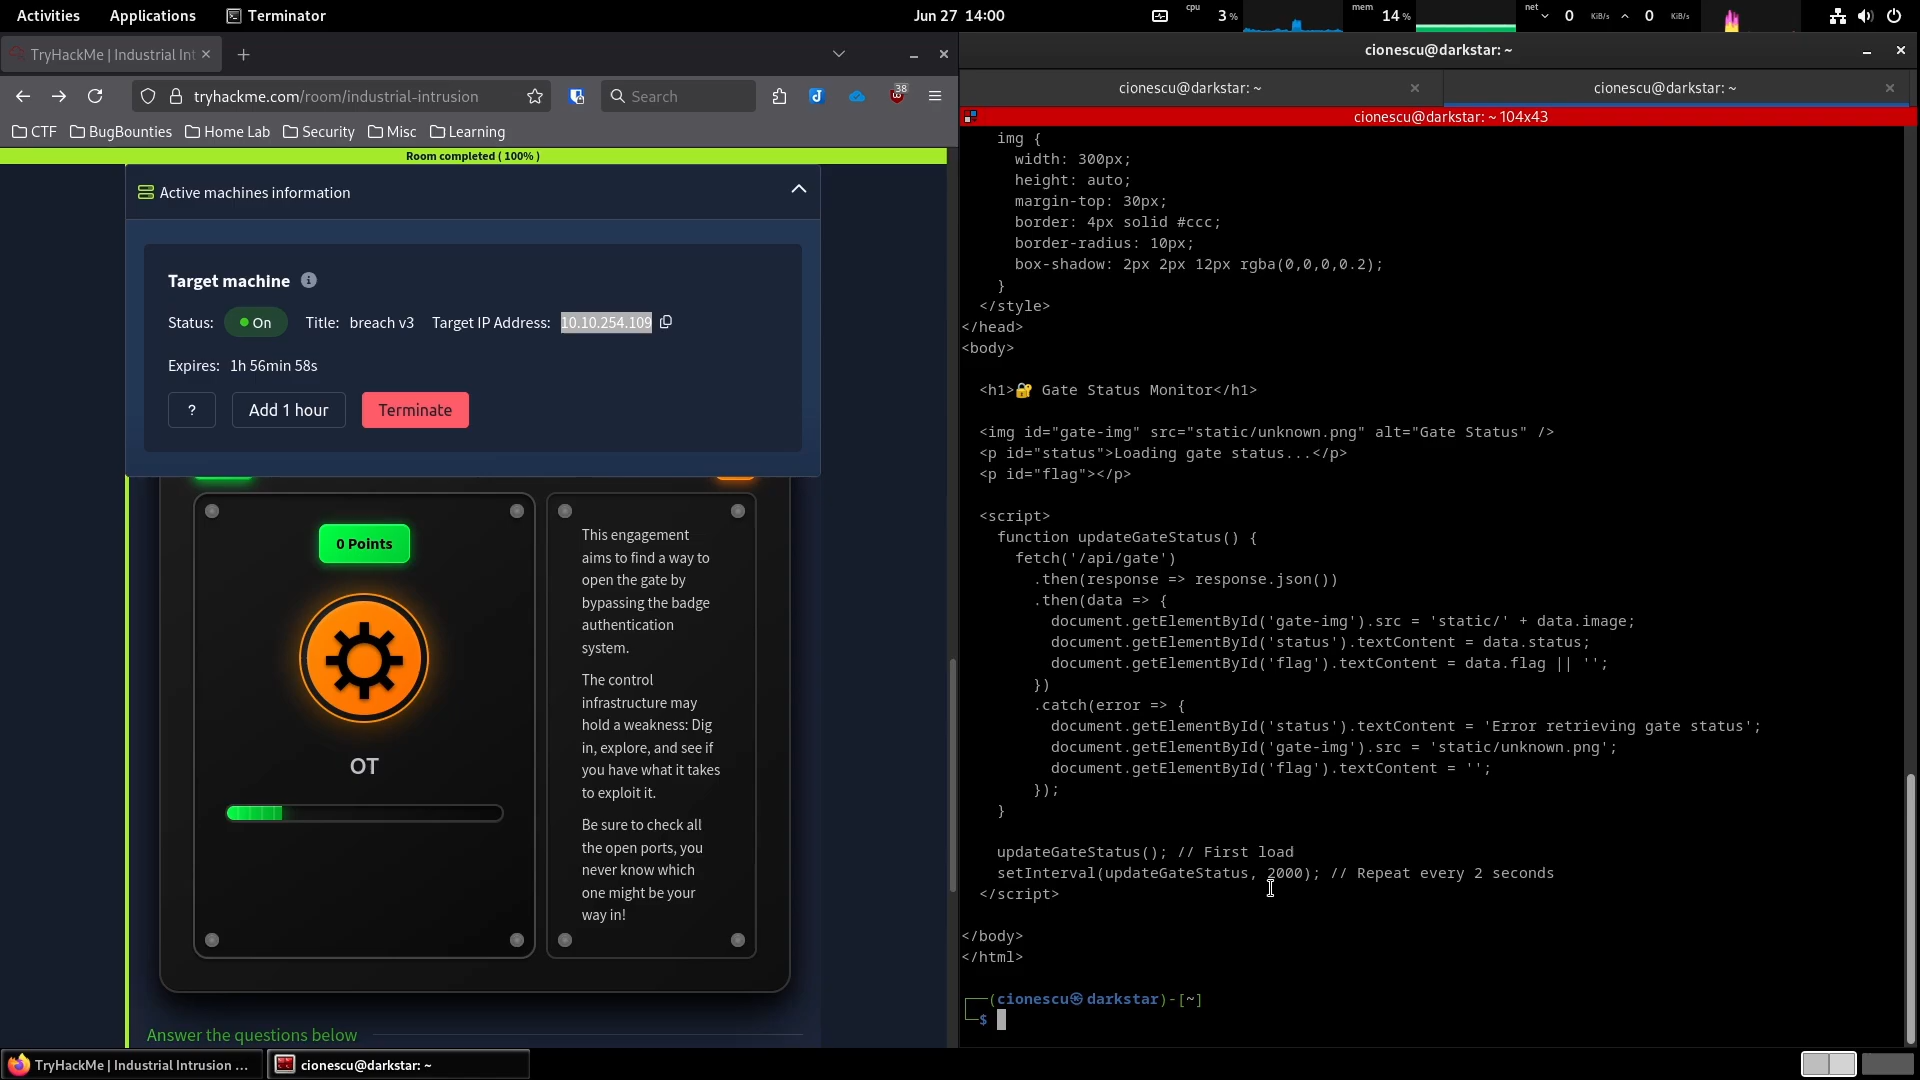 Activities Applications Terminator Jun 27 14:00 cpu 3 % mem 14 % net 0 KiB/s 0 KiB/s
TryHackMe | Industrial Int
tryhackme.com/room/industrial-intrusion Search 38
CTF BugBounties Home Lab Security Misc Learning
Room completed ( 100% )
Active machines information
Target machine
Status: On Title: breach v3 Target IP Address: 10.10.254.109
Expires: 1h 56min 58s
? Add 1 hour Terminate
0 Points
OT
This engagement
aims to find a way to
open the gate by
bypassing the badge
authentication
system.
The control
infrastructure may
hold a weakness: Dig
in, explore, and see if
you have what it takes
to exploit it.
Be sure to check all
the open ports, you
never know which
one might be your
way in!
Answer the questions below
cionescu@darkstar: ~
cionescu@darkstar: ~ cionescu@darkstar: ~
cionescu@darkstar: ~ 104x43
    img {
      width: 300px;
      height: auto;
      margin-top: 30px;
      border: 4px solid #ccc;
      border-radius: 10px;
      box-shadow: 2px 2px 12px rgba(0,0,0,0.2);
    }
  </style>
</head>
<body>
  <h1>🔐 Gate Status Monitor</h1>
  <img id="gate-img" src="static/unknown.png" alt="Gate Status" />
  <p id="status">Loading gate status...</p>
  <p id="flag"></p>
  <script>
    function updateGateStatus() {
      fetch('/api/gate')
        .then(response => response.json())
        .then(data => {
          document.getElementById('gate-img').src = 'static/' + data.image;
          document.getElementById('status').textContent = data.status;
          document.getElementById('flag').textContent = data.flag || '';
        })
        .catch(error => {
          document.getElementById('status').textContent = 'Error retrieving gate status';
          document.getElementById('gate-img').src = 'static/unknown.png';
          document.getElementById('flag').textContent = '';
        });
    }
    updateGateStatus(); // First load
    setInterval(updateGateStatus, 2000); // Repeat every 2 seconds
  </script>
</body>
</html>
┌──(cionescu㉿darkstar)-[~]
└─$
TryHackMe | Industrial Intrusion ... cionescu@darkstar: ~